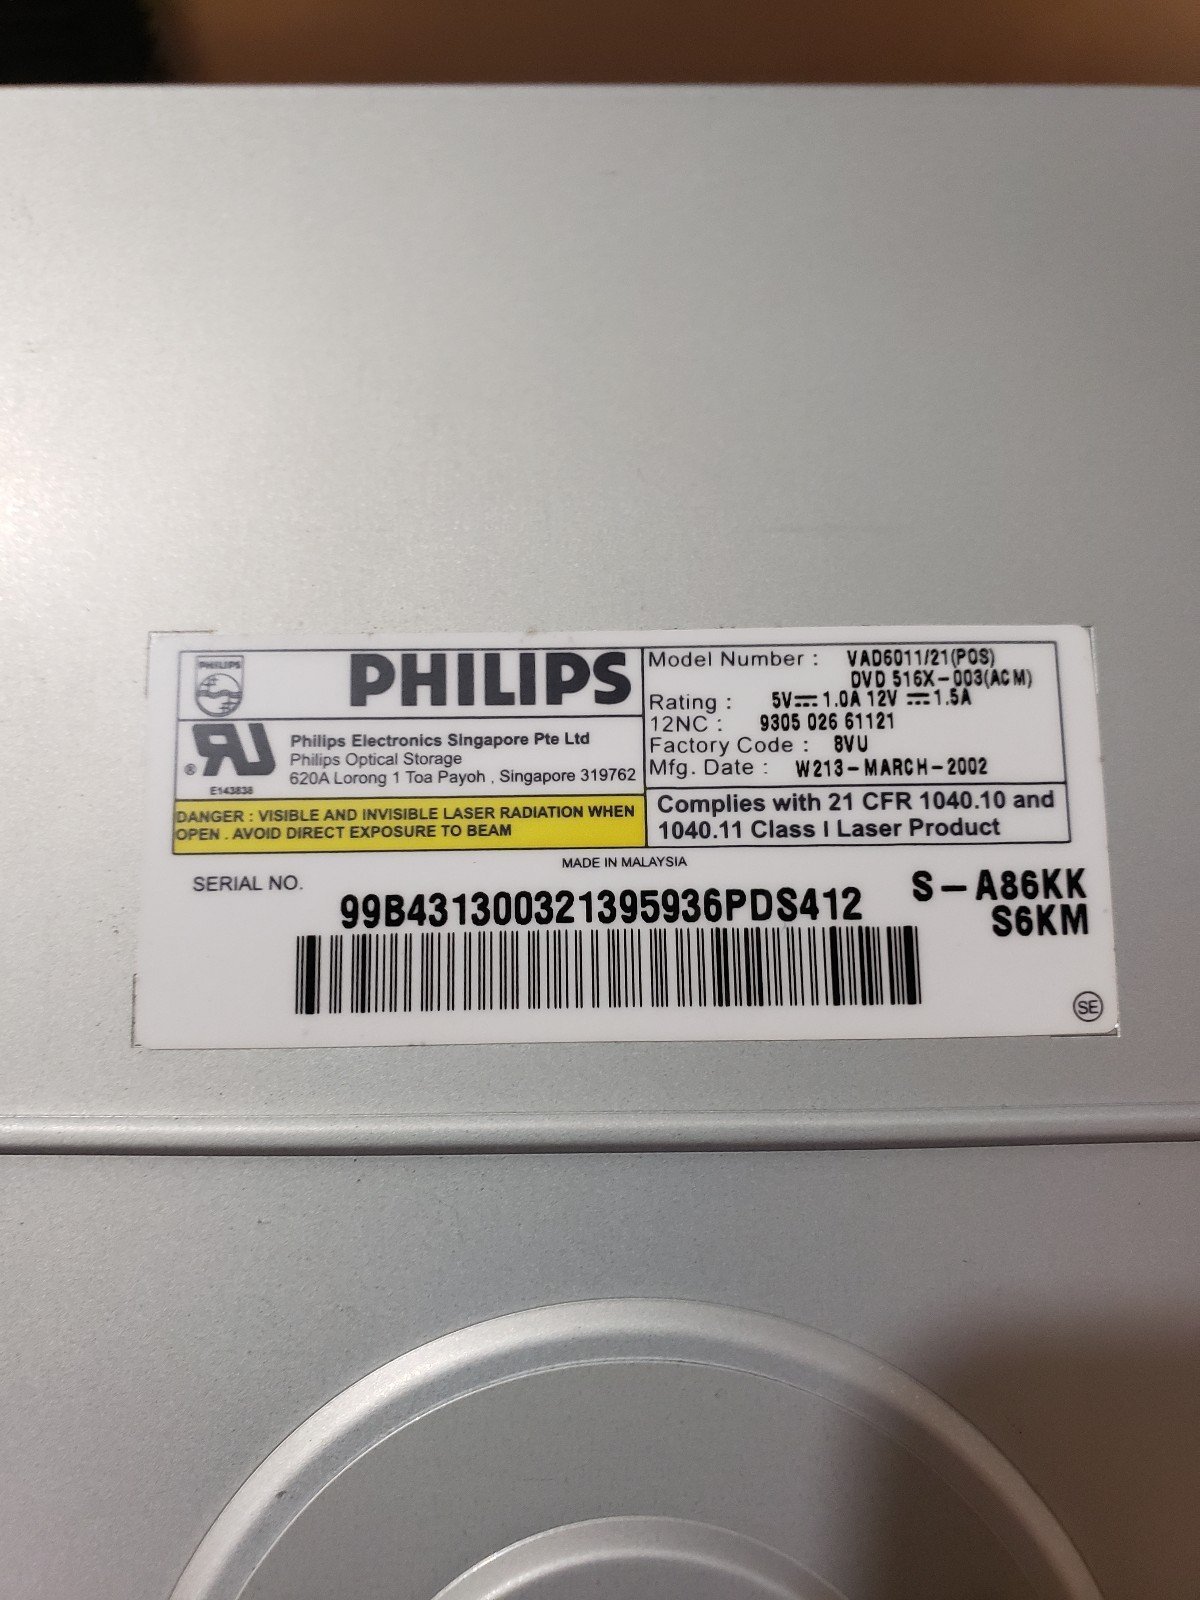 PHILIPS
PHILIPS
Model Number : VAD6011/21(POS)
DVD 516X-003(ACM)
Rating : 5V⎓1.0A 12V ⎓1.5A
12NC : 9305 026 61121
Factory Code : 8VU
Mfg. Date : W213-MARCH-2002
RU
®
E143838
Philips Electronics Singapore Pte Ltd
Philips Optical Storage
620A Lorong 1 Toa Payoh , Singapore 319762
DANGER : VISIBLE AND INVISIBLE LASER RADIATION WHEN
OPEN . AVOID DIRECT EXPOSURE TO BEAM
Complies with 21 CFR 1040.10 and
1040.11 Class I Laser Product
MADE IN MALAYSIA
SERIAL NO.
99B431300321395936PDS412
S-A86KK
S6KM
SE